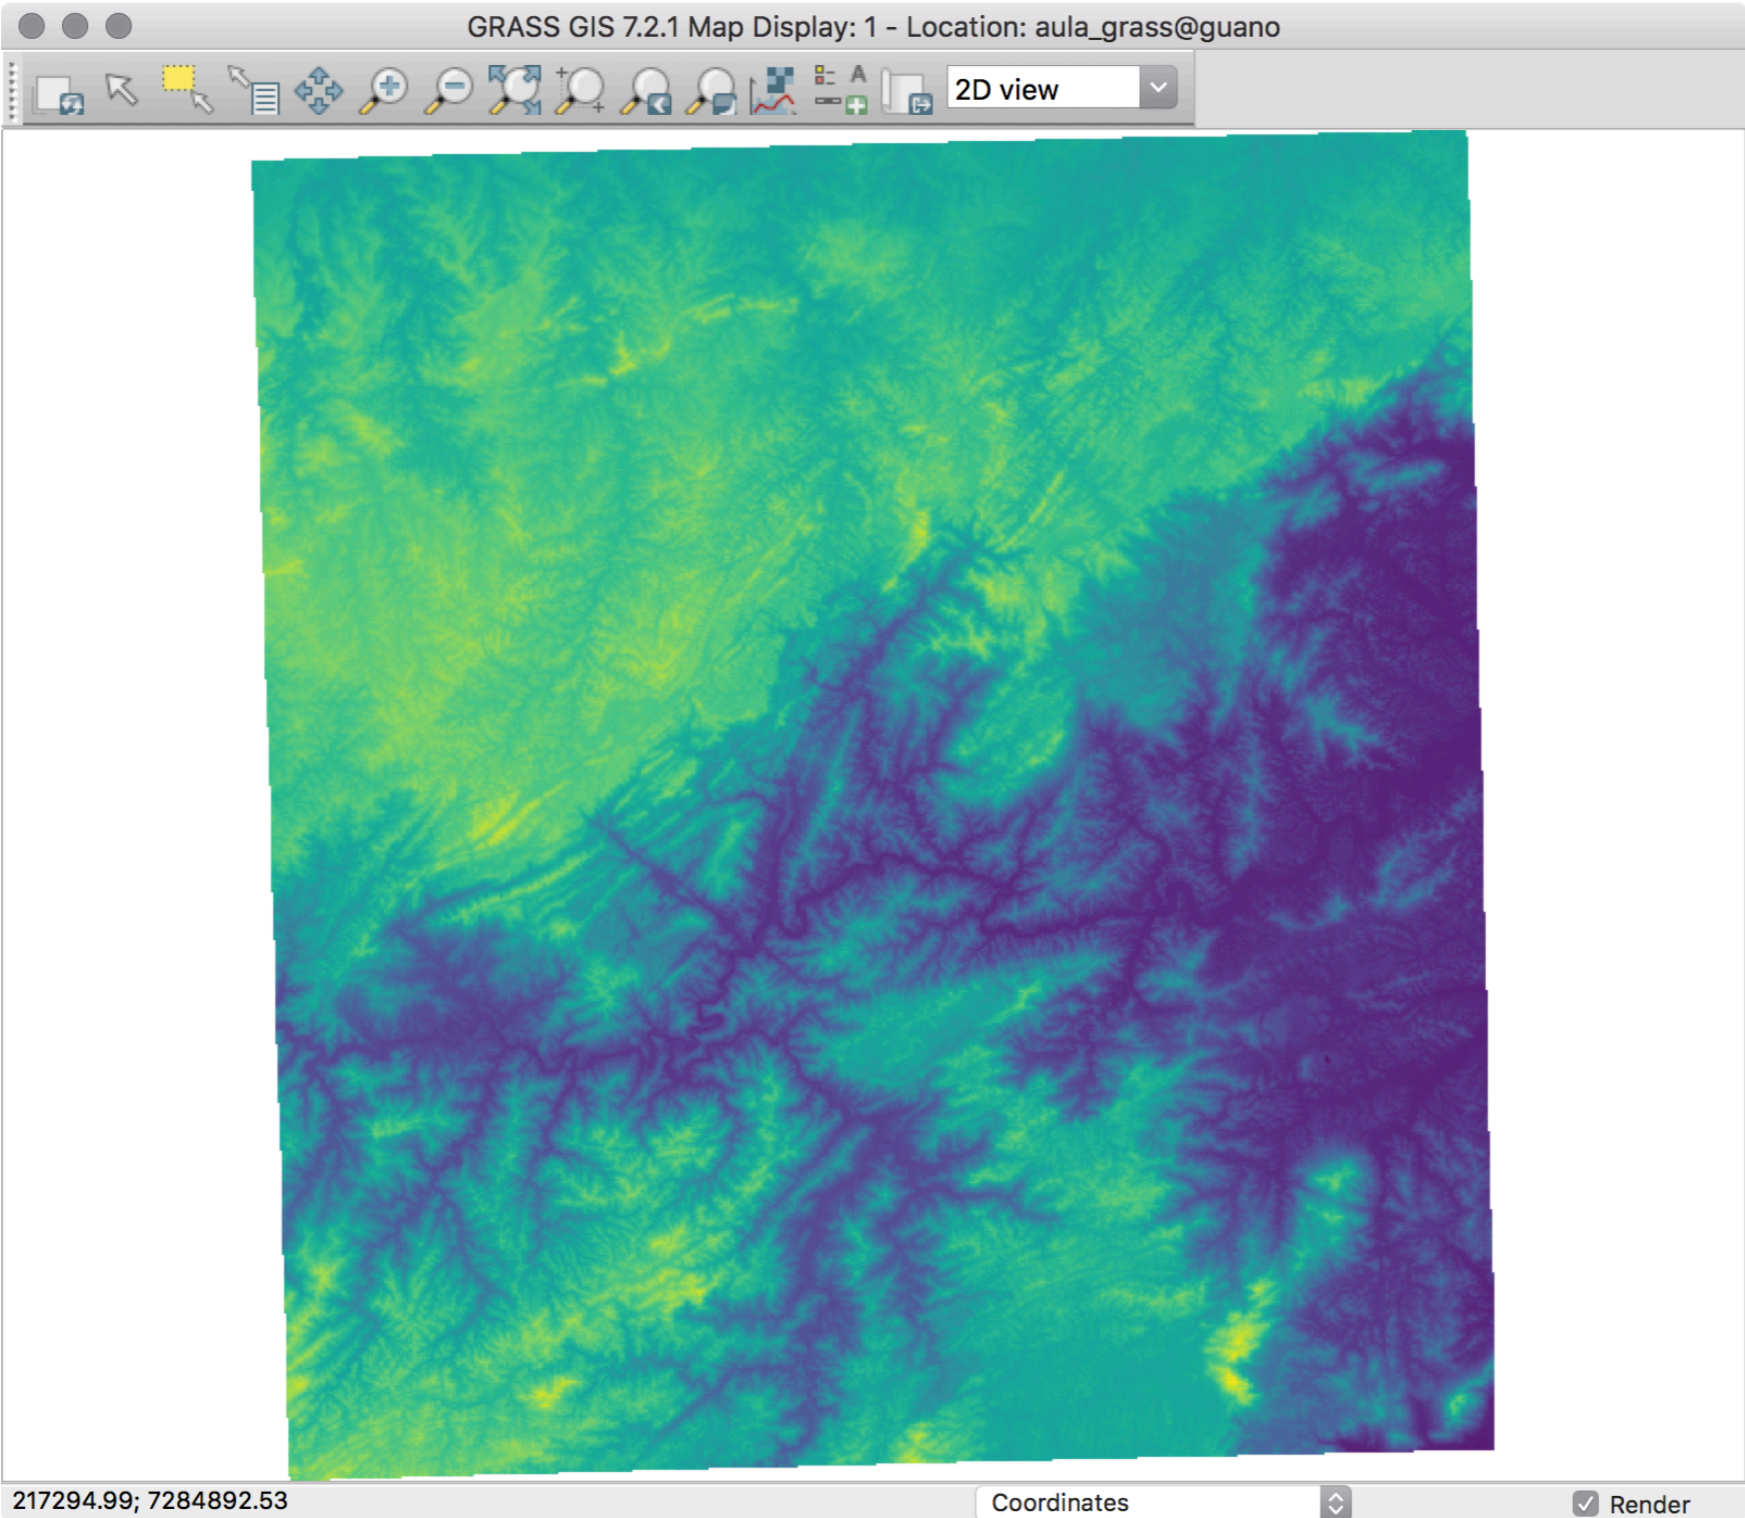 GRASS GIS 7.2.1 Map Display: 1 - Location: aula_grass@guano
A
2D view
217294.99; 7284892.53
Coordinates
Render